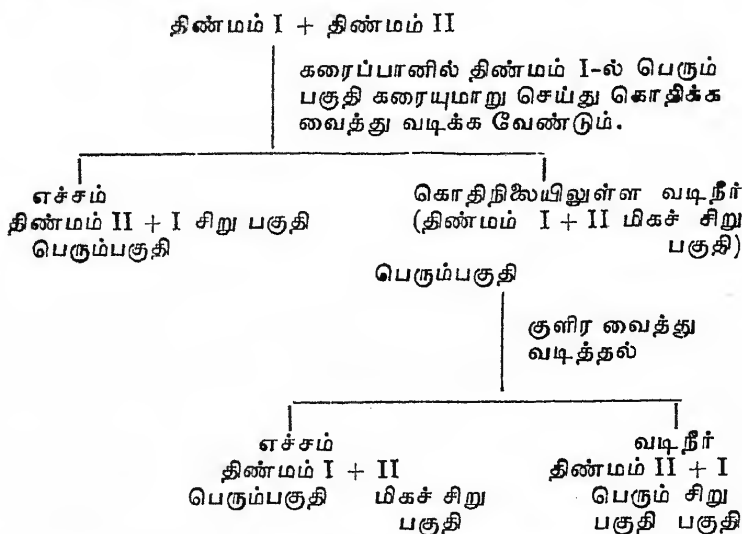 திண்மம் I + திண்மம் II
கரைப்பானில் திண்மம் I-ல் பெரும்
பகுதி கரையுமாறு செய்து கொதிக்க
வைத்து வடிக்க வேண்டும்.
எச்சம்
திண்மம் II + I சிறு பகுதி
பெரும்பகுதி
கொதிநிலையிலுள்ள வடிநீர்
(திண்மம் I + II மிகச் சிறு
பகுதி)
பெரும்பகுதி
குளிர வைத்து
வடித்தல்
எச்சம்
திண்மம் I + II
பெரும்பகுதி மிகச் சிறு
பகுதி
வடிநீர்
திண்மம் II + I
பெரும் சிறு
பகுதி பகுதி